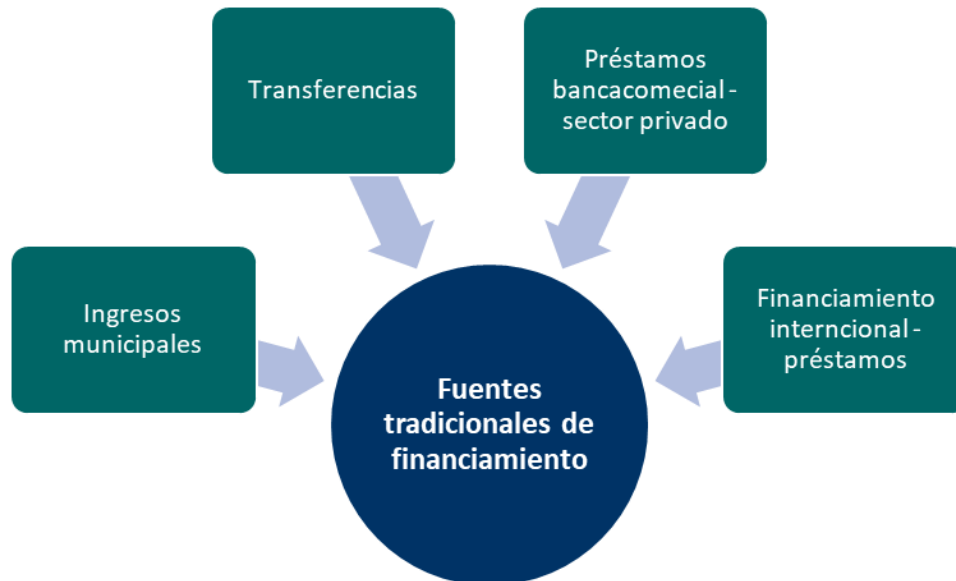 Transferencias
Préstamos
bancacomecial -
sector privado
Ingresos
municipales
Financiamiento
interncional -
préstamos
Fuentes
tradicionales de
financiamiento